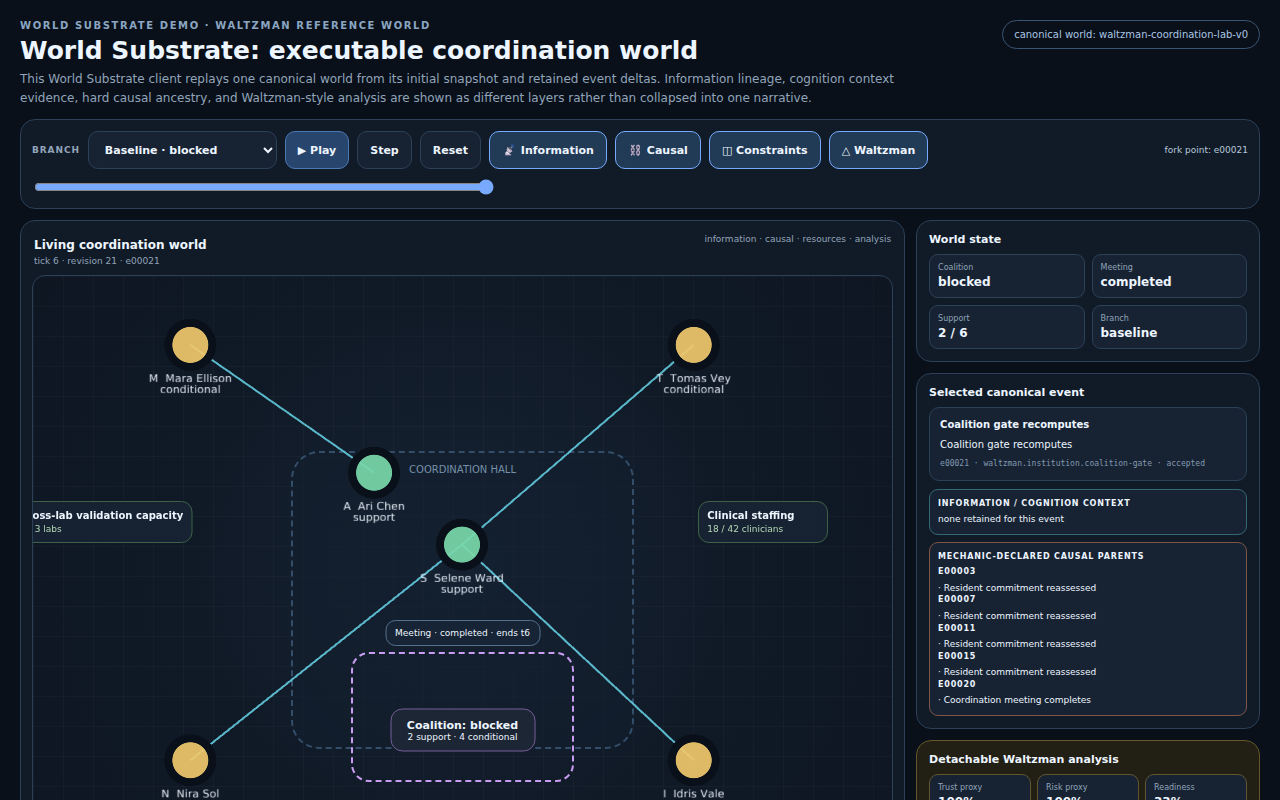 WORLD SUBSTRATE DEMO · WALTZMAN REFERENCE WORLD
World Substrate: executable coordination world
This World Substrate client replays one canonical world from its initial snapshot and retained event deltas. Information lineage, cognition context
evidence, hard causal ancestry, and Waltzman-style analysis are shown as different layers rather than collapsed into one narrative.
canonical world: waltzman-coordination-lab-v0
BRANCH
Baseline · blocked
▶ Play
Step
Reset
Information
⛓ Causal
◫ Constraints
△ Waltzman
fork point: e00021
Living coordination world
tick 6 · revision 21 · e00021
information · causal · resources · analysis
M Mara Ellison
conditional
T Tomas Vey
conditional
COORDINATION HALL
A Ari Chen
support
oss-lab validation capacity
3 labs
Clinical staffing
18 / 42 clinicians
S Selene Ward
support
Meeting · completed · ends t6
Coalition: blocked
2 support · 4 conditional
N Nira Sol
I Idris Vale
World state
Coalition
blocked
Meeting
completed
Support
2 / 6
Branch
baseline
Selected canonical event
Coalition gate recomputes
Coalition gate recomputes
e00021 · waltzman.institution.coalition-gate · accepted
INFORMATION / COGNITION CONTEXT
none retained for this event
MECHANIC-DECLARED CAUSAL PARENTS
E00003
· Resident commitment reassessed
E00007
· Resident commitment reassessed
E00011
· Resident commitment reassessed
E00015
· Resident commitment reassessed
E00020
· Coordination meeting completes
Detachable Waltzman analysis
Trust proxy
Risk proxy
Readiness